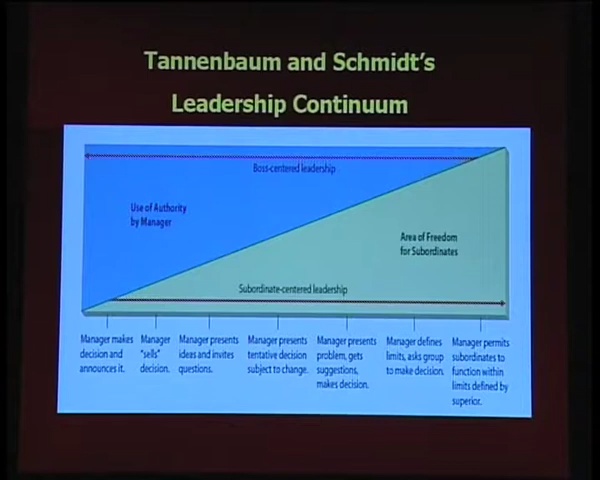 Tannenbaum and Schmidt's
Leadership Continuum
Boss-centered leadership
Use of Authority
by Manager
Area of Freedom
for Subordinates
Subordinate-centered leadership
Manager makes
decision and
announces it.
Manager
"sells"
decision.
Manager presents
ideas and invites
questions.
Manager presents
tentative decision
subject to change.
Manager presents
problem, gets
suggestions,
makes decision.
Manager defines
limits, asks group
to make decision.
Manager permits
subordinates to
function within
limits defined by
superior.